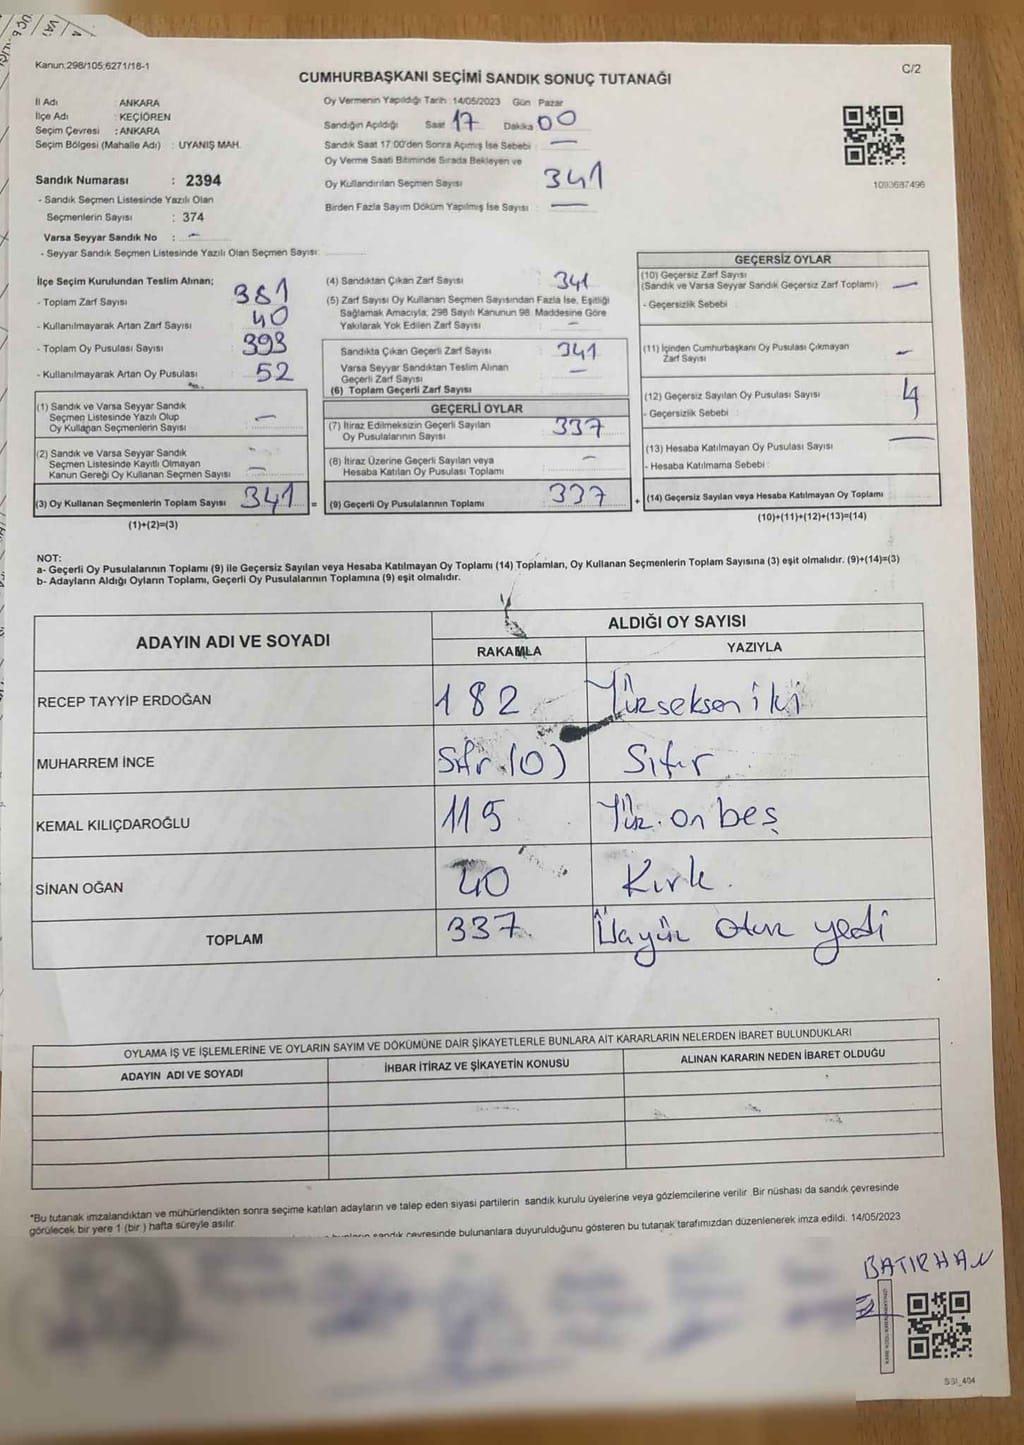 Kanun:298/105;6271/18-1
C/2
CUMHURBAŞKANI SEÇİMİ SANDIK SONUÇ TUTANAĞI
İl Adı : ANKARA
İlçe Adı : KEÇİÖREN
Seçim Çevresi : ANKARA
Seçim Bölgesi (Mahalle Adı) : UYANIŞ MAH.
Sandık Numarası : 2394
- Sandık Seçmen Listesinde Yazılı Olan
Seçmenlerin Sayısı : 374
Varsa Seyyar Sandık No : -
- Seyyar Sandık Seçmen Listesinde Yazılı Olan Seçmen Sayısı:
Oy Vermenin Yapıldığı Tarih :14/05/2023 Gün Pazar
Sandığın Açıldığı Saat 17 Dakika 00
Sandık Saat 17:00'den Sonra Açılmış İse Sebebi : —
Oy Verme Saati Bitiminde Sırada Bekleyen ve
Oy Kullandırılan Seçmen Sayısı : 341
Birden Fazla Sayım Döküm Yapılmış İse Sayısı : —
1093687496
İlçe Seçim Kurulundan Teslim Alınan;
- Toplam Zarf Sayısı 381
- Kullanılmayarak Artan Zarf Sayısı 40
- Toplam Oy Pusulası Sayısı 393
- Kullanılmayarak Artan Oy Pusulası 52
(1) Sandık ve Varsa Seyyar Sandık
Seçmen Listesinde Yazılı Olup
Oy Kullanan Seçmenlerin Sayısı —
(2) Sandık ve Varsa Seyyar Sandık
Seçmen Listesinde Kayıtlı Olmayan
Kanun Gereği Oy Kullanan Seçmen Sayısı —
(3) Oy Kullanan Seçmenlerin Toplam Sayısı 341 =
(1)+(2)=(3)
(4) Sandıktan Çıkan Zarf Sayısı : 341
(5) Zarf Sayısı Oy Kullanan Seçmen Sayısından Fazla İse, Eşitliği
Sağlamak Amacıyla, 298 Sayılı Kanunun 98. Maddesine Göre
Yakılarak Yok Edilen Zarf Sayısı : —
Sandıkta Çıkan Geçerli Zarf Sayısı : 341
Varsa Seyyar Sandıktan Teslim Alınan
Geçerli Zarf Sayısı —
(6) Toplam Geçerli Zarf Sayısı
GEÇERLİ OYLAR
(7) İtiraz Edilmeksizin Geçerli Sayılan
Oy Pusulalarının Sayısı : 337
(8) İtiraz Üzerine Geçerli Sayılan veya
Hesaba Katılan Oy Pusulası Toplamı : —
(9) Geçerli Oy Pusulalarının Toplamı : 337 +
GEÇERSİZ OYLAR
(10) Geçersiz Zarf Sayısı
(Sandık ve Varsa Seyyar Sandık Geçersiz Zarf Toplamı) : —
- Geçersizlik Sebebi :
(11) İçinden Cumhurbaşkanı Oy Pusulası Çıkmayan
Zarf Sayısı —
(12) Geçersiz Sayılan Oy Pusulası Sayısı : 4
- Geçersizlik Sebebi :
(13) Hesaba Katılmayan Oy Pusulası Sayısı : —
- Hesaba Katılmama Sebebi :
(14) Geçersiz Sayılan veya Hesaba Katılmayan Oy Toplamı
(10)+(11)+(12)+(13)=(14)
NOT:
a- Geçerli Oy Pusulalarının Toplamı (9) ile Geçersiz Sayılan veya Hesaba Katılmayan Oy Toplamı (14) Toplamları, Oy Kullanan Seçmenlerin Toplam Sayısına (3) eşit olmalıdır. (9)+(14)=(3)
b- Adayların Aldığı Oyların Toplamı, Geçerli Oy Pusulalarının Toplamına (9) eşit olmalıdır.
ADAYIN ADI VE SOYADI ALDIĞI OY SAYISI
RAKAMLA YAZIYLA
RECEP TAYYİP ERDOĞAN 182 Yüzseksen iki
MUHARREM İNCE Sıfır (0) Sıfır
KEMAL KILIÇDAROĞLU 115 Yüz on beş
SİNAN OĞAN 40 Kırk.
TOPLAM 337 Üçyüz otuz yedi
OYLAMA İŞ VE İŞLEMLERİNE VE OYLARIN SAYIM VE DÖKÜMÜNE DAİR ŞİKAYETLERLE BUNLARA AİT KARARLARIN NELERDEN İBARET BULUNDUKLARI
ADAYIN ADI VE SOYADI İHBAR İTİRAZ VE ŞİKAYETİN KONUSU ALINAN KARARIN NEDEN İBARET OLDUĞU
*Bu tutanak imzalandıktan ve mühürlendikten sonra seçime katılan adayların ve talep eden siyasi partilerin sandık kurulu üyelerine veya gözlemcilerine verilir. Bir nüshası da sandık çevresinde
görülecek bir yere 1 (bir ) hafta süreyle asılır.
sandık çevresinde bulunanlara duyurulduğunu gösteren bu tutanak tarafımızdan düzenlenerek imza edildi. 14/05/2023
BATIRHAN
SSI_404